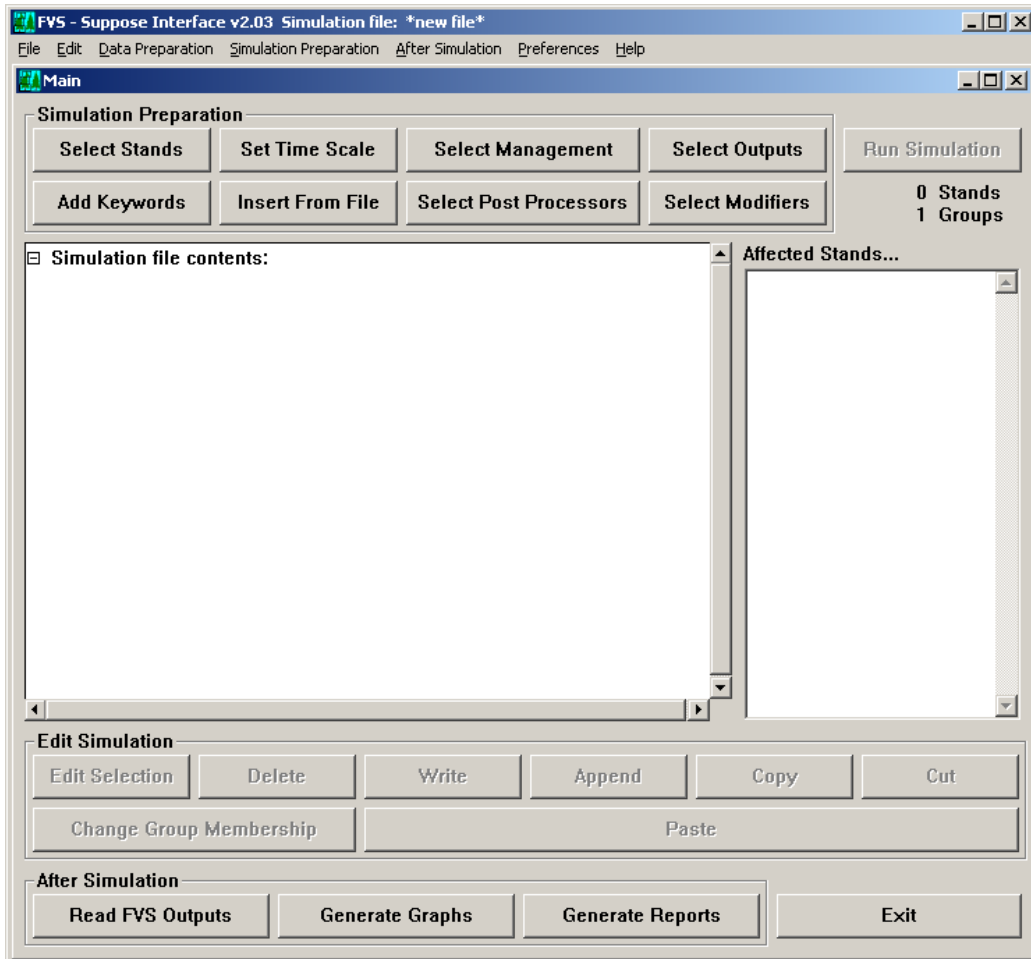 FVS - Suppose Interface v2.03 Simulation file: *new file*
File Edit Data Preparation Simulation Preparation After Simulation Preferences Help
Main
Simulation Preparation
Select Stands Set Time Scale Select Management Select Outputs Run Simulation
Add Keywords Insert From File Select Post Processors Select Modifiers
0 Stands
1 Groups
Simulation file contents:
Affected Stands...
Edit Simulation
Edit Selection Delete Write Append Copy Cut
Change Group Membership Paste
After Simulation
Read FVS Outputs Generate Graphs Generate Reports Exit